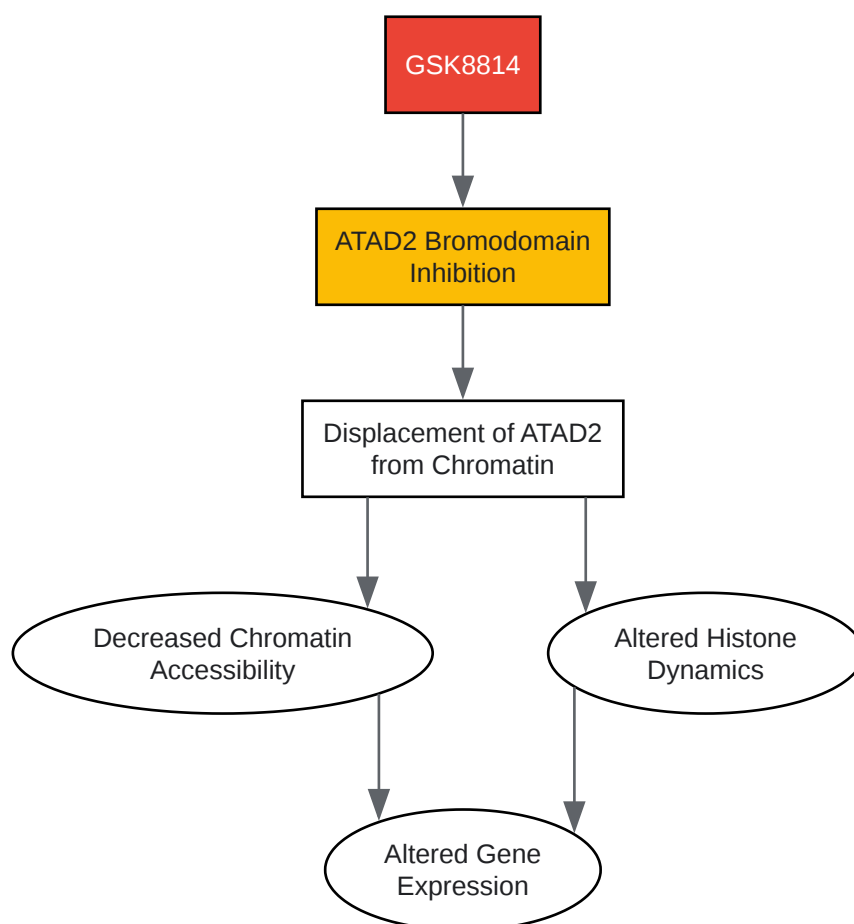 GSK8814
ATAD2 Bromodomain
Inhibition
Displacement of ATAD2
from Chromatin
Decreased Chromatin
Accessibility
Altered Histone
Dynamics
Altered Gene
Expression